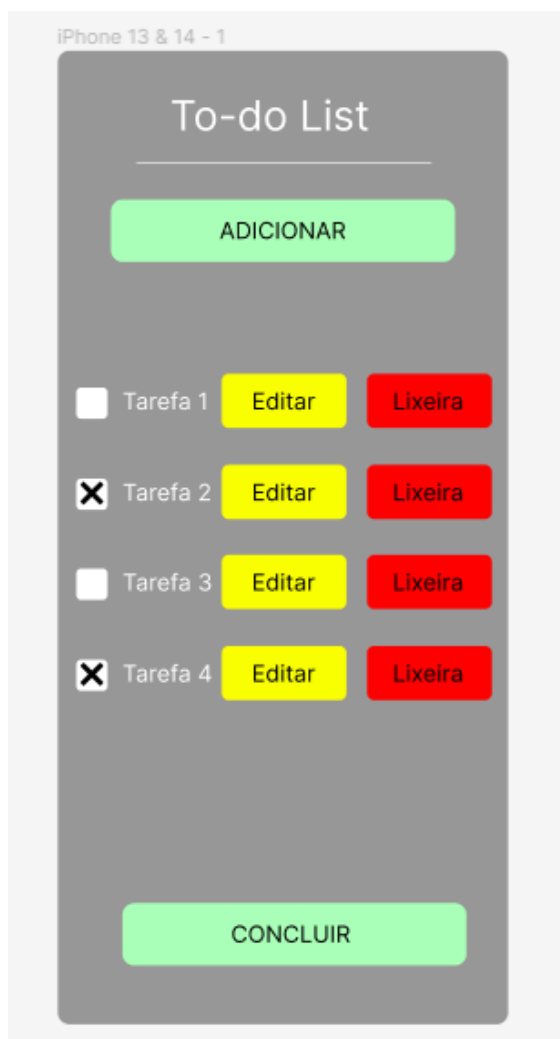 iPhone 13 & 14 - 1
To-do List
ADICIONAR
Tarefa 1 Editar Lixeira
Tarefa 2 Editar Lixeira
Tarefa 3 Editar Lixeira
Tarefa 4 Editar Lixeira
CONCLUIR